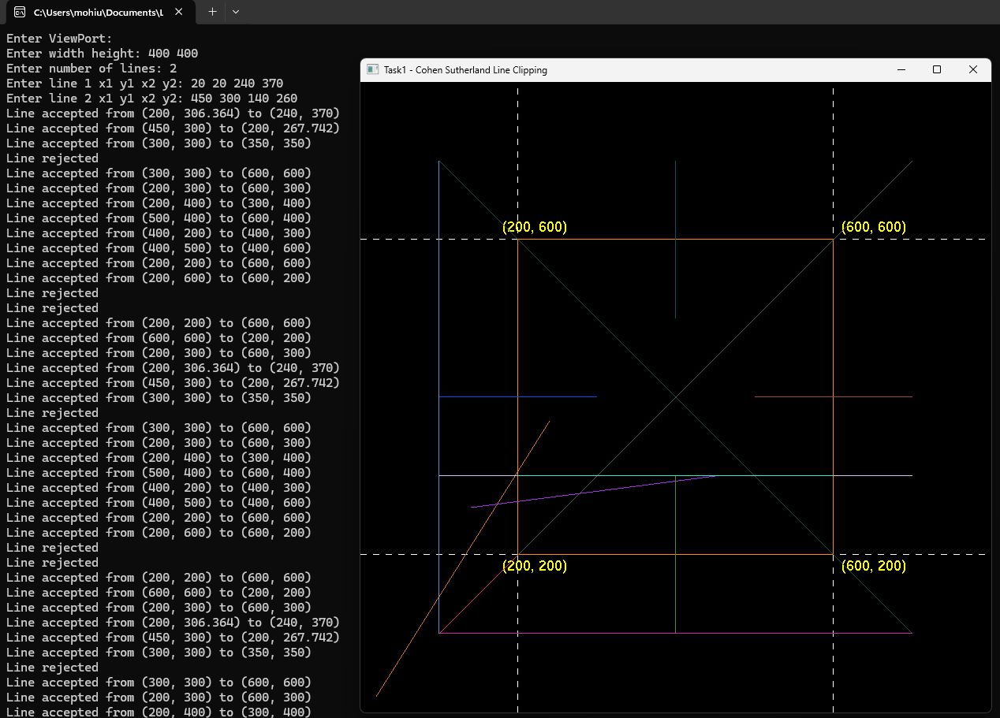 C:\Users\mohiu\Documents\L
Enter ViewPort:
Enter width height: 400 400
Enter number of lines: 2
Enter line 1 x1 y1 x2 y2: 20 20 240 370
Enter line 2 x1 y1 x2 y2: 450 300 140 260
Line accepted from (200, 306.364) to (240, 370)
Line accepted from (450, 300) to (200, 267.742)
Line accepted from (300, 300) to (350, 350)
Line rejected
Line accepted from (300, 300) to (600, 600)
Line accepted from (200, 300) to (600, 300)
Line accepted from (200, 400) to (300, 400)
Line accepted from (500, 400) to (600, 400)
Line accepted from (400, 200) to (400, 300)
Line accepted from (400, 500) to (400, 600)
Line accepted from (200, 200) to (600, 600)
Line accepted from (200, 600) to (600, 200)
Line rejected
Line rejected
Line accepted from (200, 200) to (600, 600)
Line accepted from (600, 600) to (200, 200)
Line accepted from (200, 300) to (600, 300)
Line accepted from (200, 306.364) to (240, 370)
Line accepted from (450, 300) to (200, 267.742)
Line accepted from (300, 300) to (350, 350)
Line rejected
Line accepted from (300, 300) to (600, 600)
Line accepted from (200, 300) to (600, 300)
Line accepted from (200, 400) to (300, 400)
Line accepted from (500, 400) to (600, 400)
Line accepted from (400, 200) to (400, 300)
Line accepted from (400, 500) to (400, 600)
Line accepted from (200, 200) to (600, 600)
Line accepted from (200, 600) to (600, 200)
Line rejected
Line rejected
Line accepted from (200, 200) to (600, 600)
Line accepted from (600, 600) to (200, 200)
Line accepted from (200, 300) to (600, 300)
Line accepted from (200, 306.364) to (240, 370)
Line accepted from (450, 300) to (200, 267.742)
Line accepted from (300, 300) to (350, 350)
Line rejected
Line accepted from (300, 300) to (600, 600)
Line accepted from (200, 300) to (600, 300)
Line accepted from (200, 400) to (300, 400)
Task1 - Cohen Sutherland Line Clipping
(200, 600)
(600, 600)
(200, 200)
(600, 200)